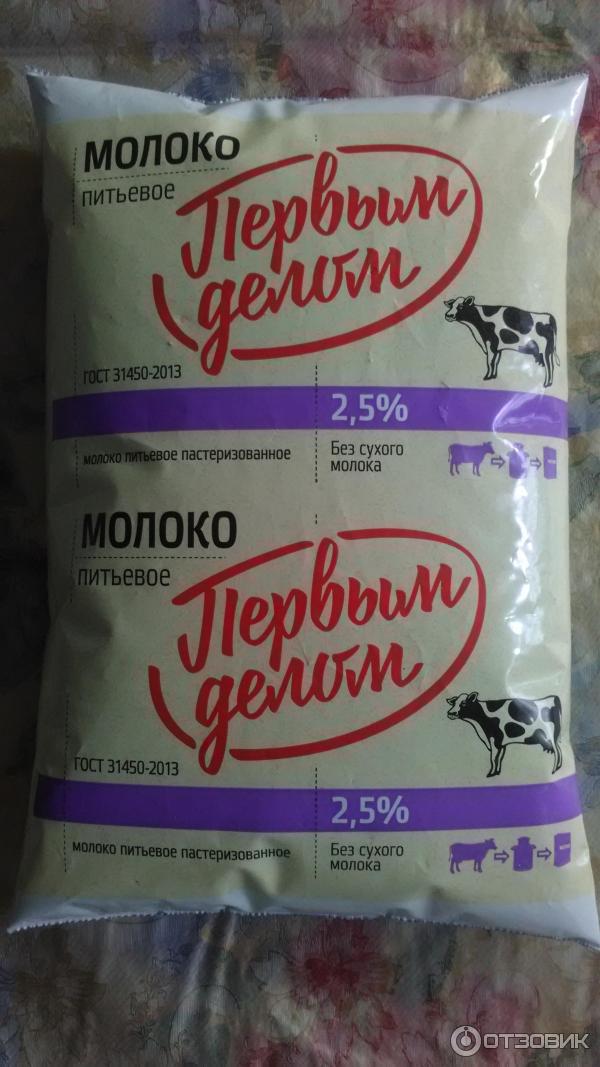 МОЛОКО
питьевое
Первым
делом
ГОСТ 31450-2013
2,5%
молоко питьевое пастеризованное
Без сухого
молока
МОЛОКО
питьевое
Первым
делом
ГОСТ 31450-2013
2,5%
молоко питьевое пастеризованное
Без сухого
молока
ОТЗОВИК